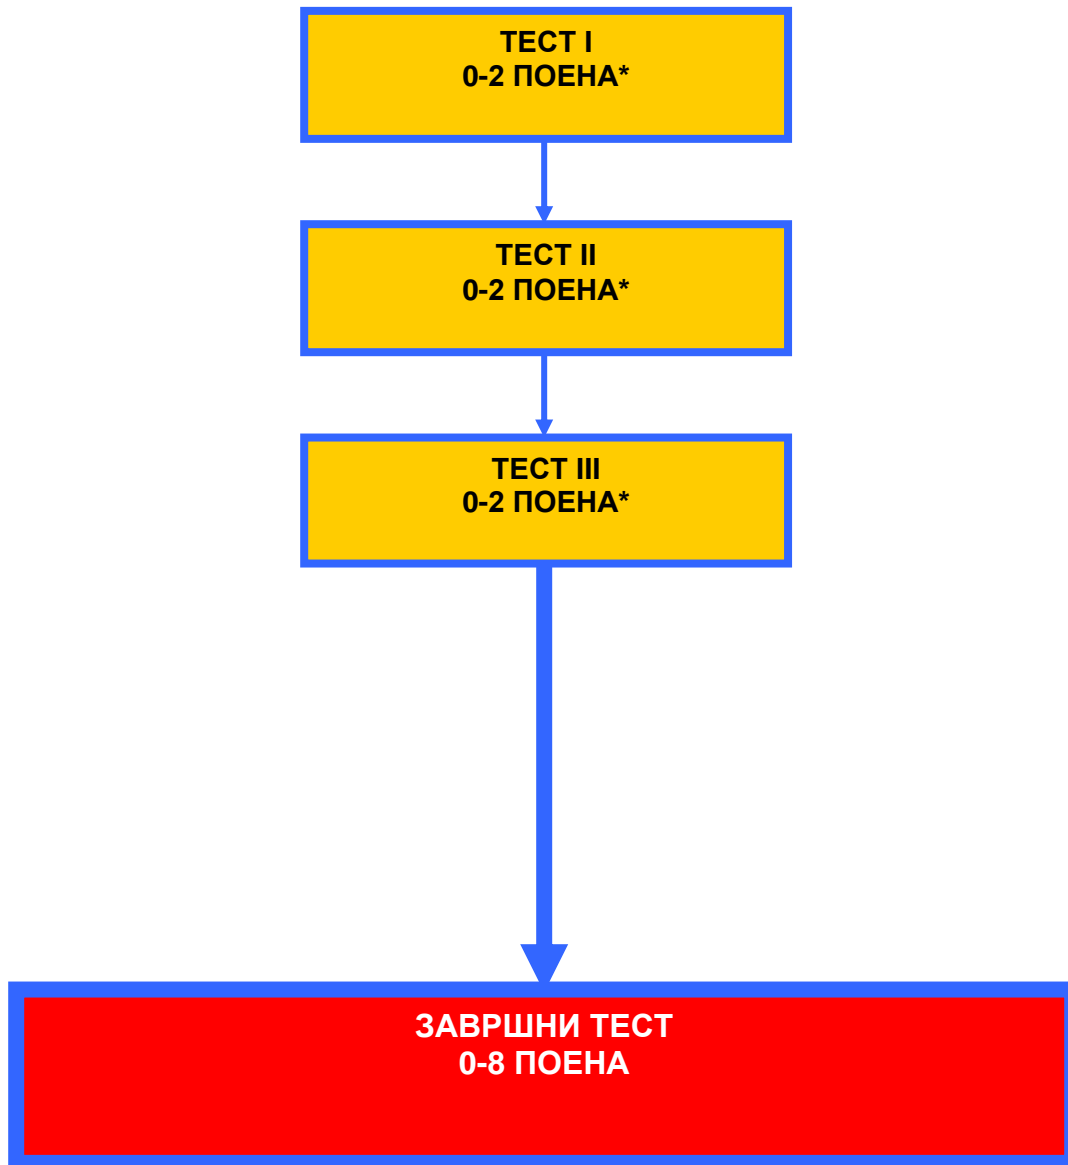 ТЕСТ I
0-2 ПОЕНА*
ТЕСТ II
0-2 ПОЕНА*
ТЕСТ III
0-2 ПОЕНА*
ЗАВРШНИ ТЕСТ
0-8 ПОЕНА